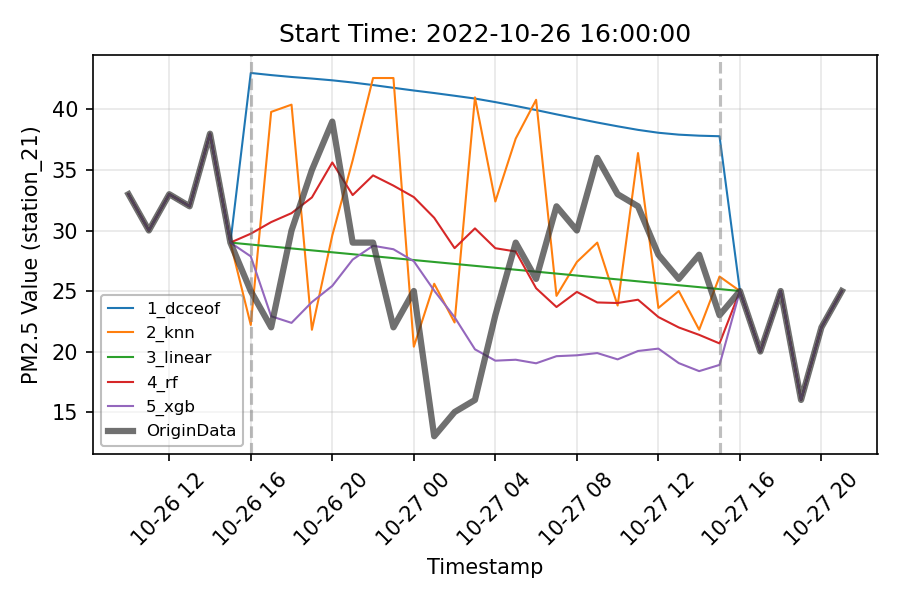 Start Time: 2022-10-26 16:00:00
PM2.5 Value (station_21)
40
35
30
25
20
15
1_dcceof
2_knn
3_linear
4_rf
5_xgb
OriginData
10-26 12
10-26 16
10-26 20
10-27 00
10-27 04
10-27 08
10-27 12
10-27 16
10-27 20
Timestamp